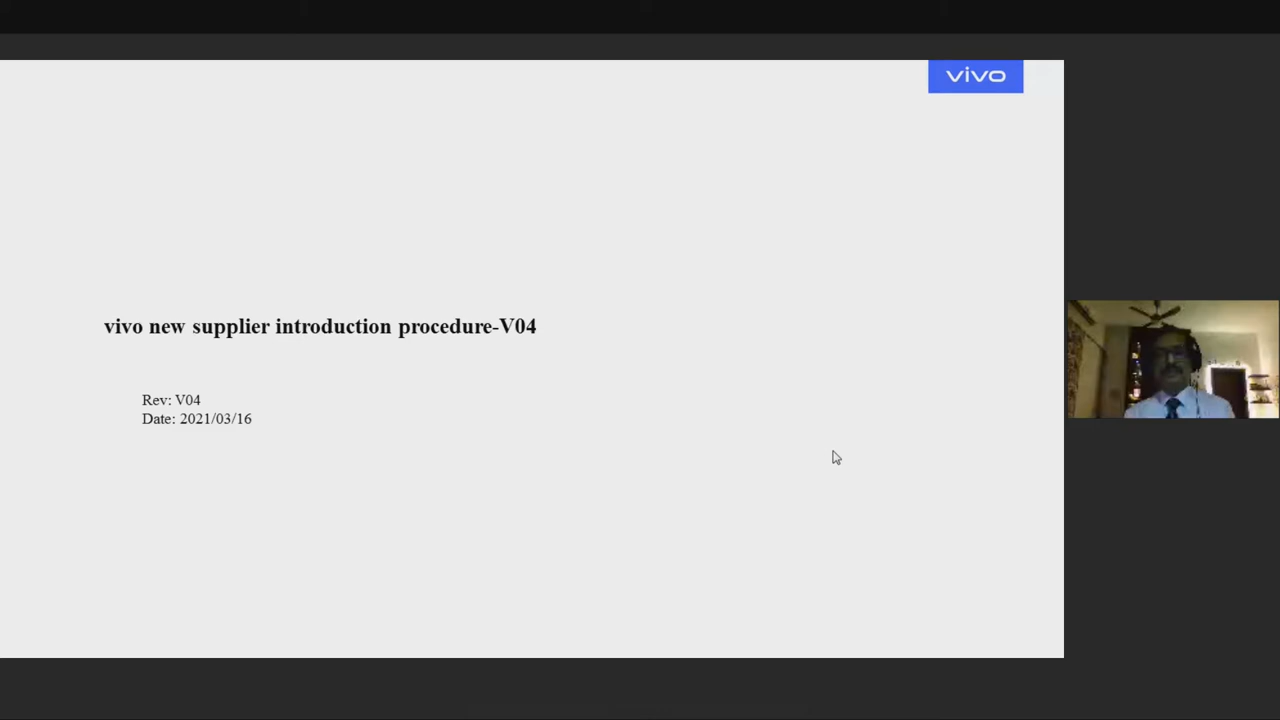 vivo
vivo new supplier introduction procedure-V04
Rev: V04
Date: 2021/03/16